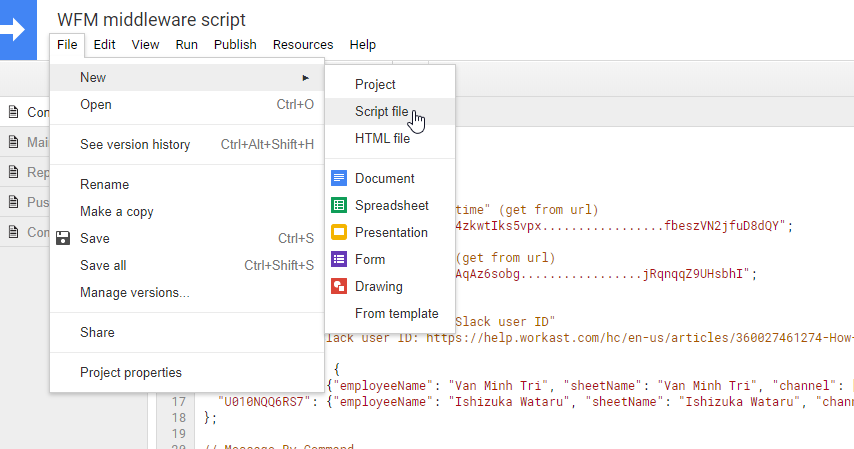 WFM middleware script
File Edit View Run Publish Resources Help
New ►
Open Ctrl+O
See version history Ctrl+Alt+Shift+H
Rename
Make a copy
Save Ctrl+S
Save all Ctrl+Shift+S
Manage versions...
Share
Project properties
Project
Script file
HTML file
Document
Spreadsheet
Presentation
Form
Drawing
From template
Con
Main
Rep
Pus
Con
time" (get from url)
4zkwtIks5vpx.................fbeszVN2jfuD8dQY";
(get from url)
AqAz6sobg................jRqnqqZ9UHsbhI";
Slack user ID"
lack user ID: https://help.workast.com/hc/en-us/articles/360027461274-How-
{
{"employeeName": "Van Minh Tri", "sheetName": "Van Minh Tri", "channel":
17 "U010NQQ6RS7": {"employeeName": "Ishizuka Wataru", "sheetName": "Ishizuka Wataru", "chann
18 };
19
20 // Message By Command